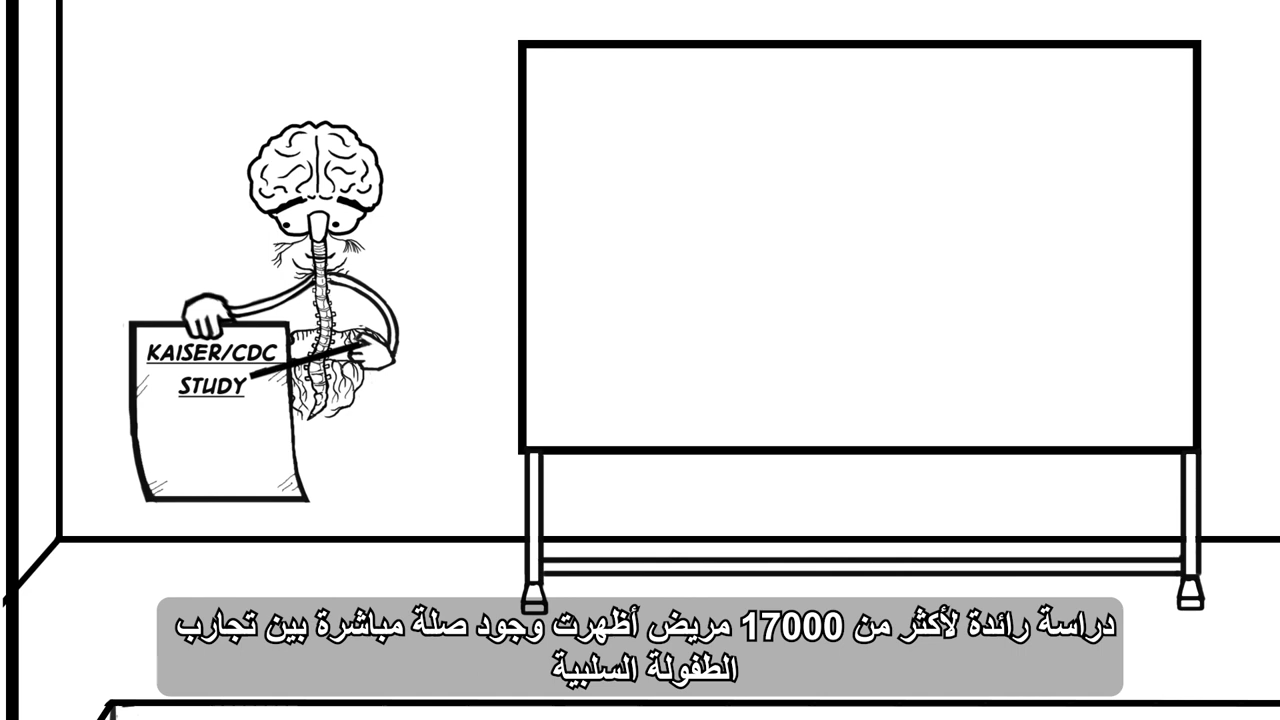 KAISER/CDC
STUDY
دراسة رائدة لأكثر من 17000 مريض أظهرت وجود صلة مباشرة بين تجارب
الطفولة السلبية